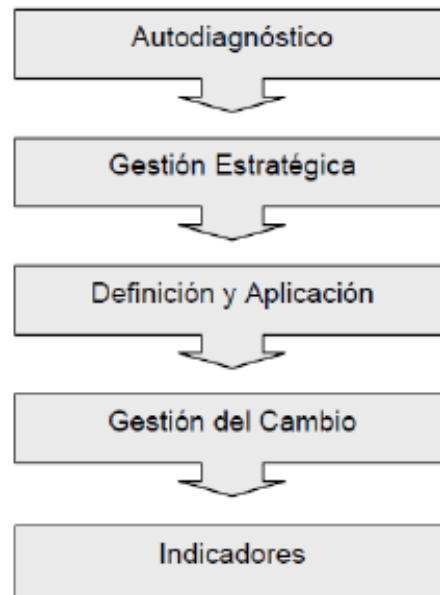 Autodiagnóstico
Gestión Estratégica
Definición y Aplicación
Gestión del Cambio
Indicadores